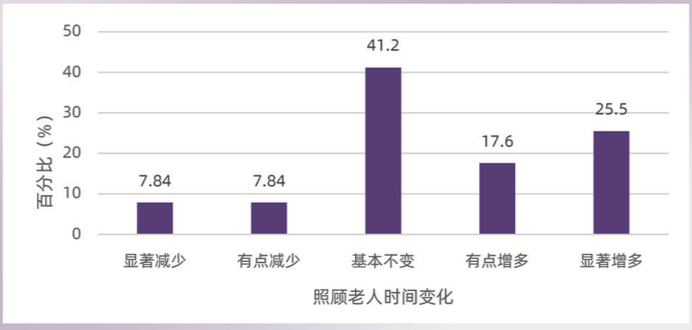 50
41.2
40
30
25.5
20
17.6
10
7.84
7.84
0
百分比（%）
显著减少
有点减少
基本不变
有点增多
显著增多
照顾老人时间变化